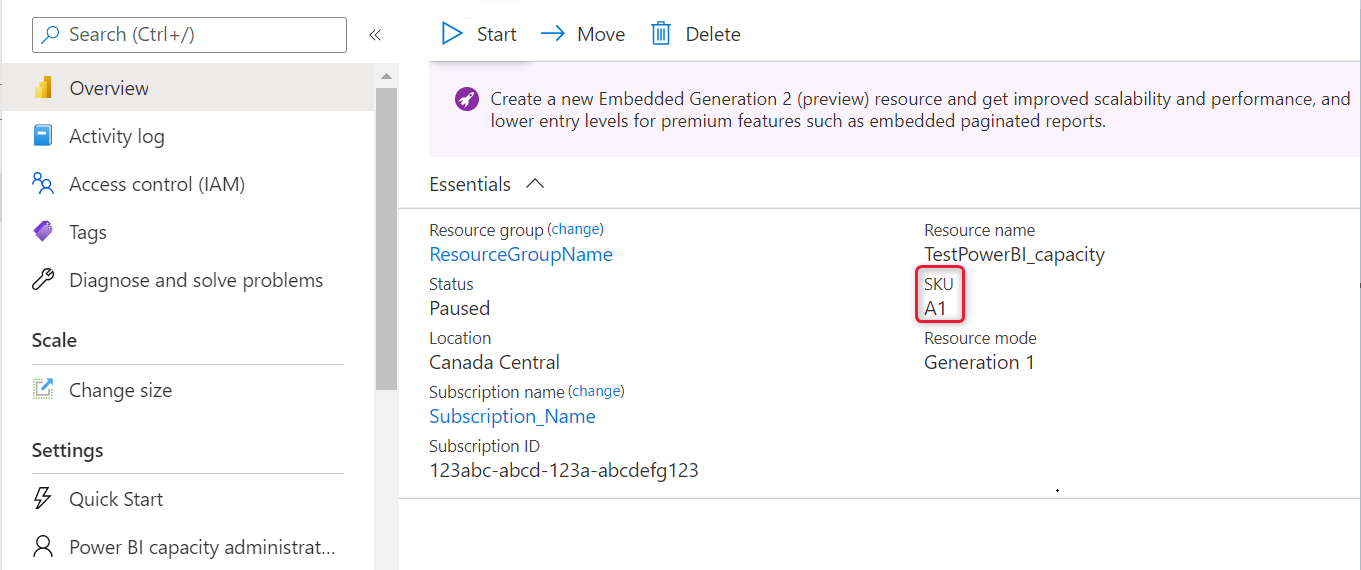 Search (Ctrl+/)
Overview
Activity log
Access control (IAM)
Tags
Diagnose and solve problems
Scale
Change size
Settings
Quick Start
Power BI capacity administrat...
Start Move Delete
Create a new Embedded Generation 2 (preview) resource and get improved scalability and performance, and
lower entry levels for premium features such as embedded paginated reports.
Essentials
Resource group (change)
ResourceGroupName
Status
Paused
Location
Canada Central
Subscription name (change)
Subscription_Name
Subscription ID
123abc-abcd-123a-abcdefg123
Resource name
TestPowerBI_capacity
SKU
A1
Resource mode
Generation 1